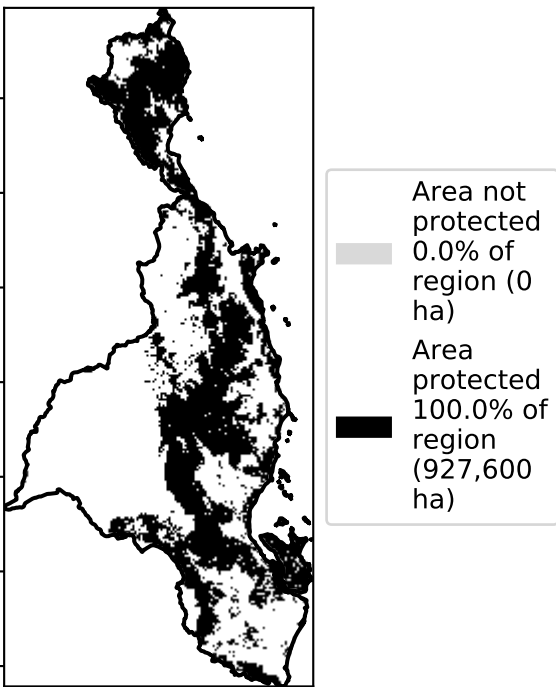 Area not
protected
0.0% of
region (0
ha)
Area
protected
100.0% of
region
(927,600
ha)